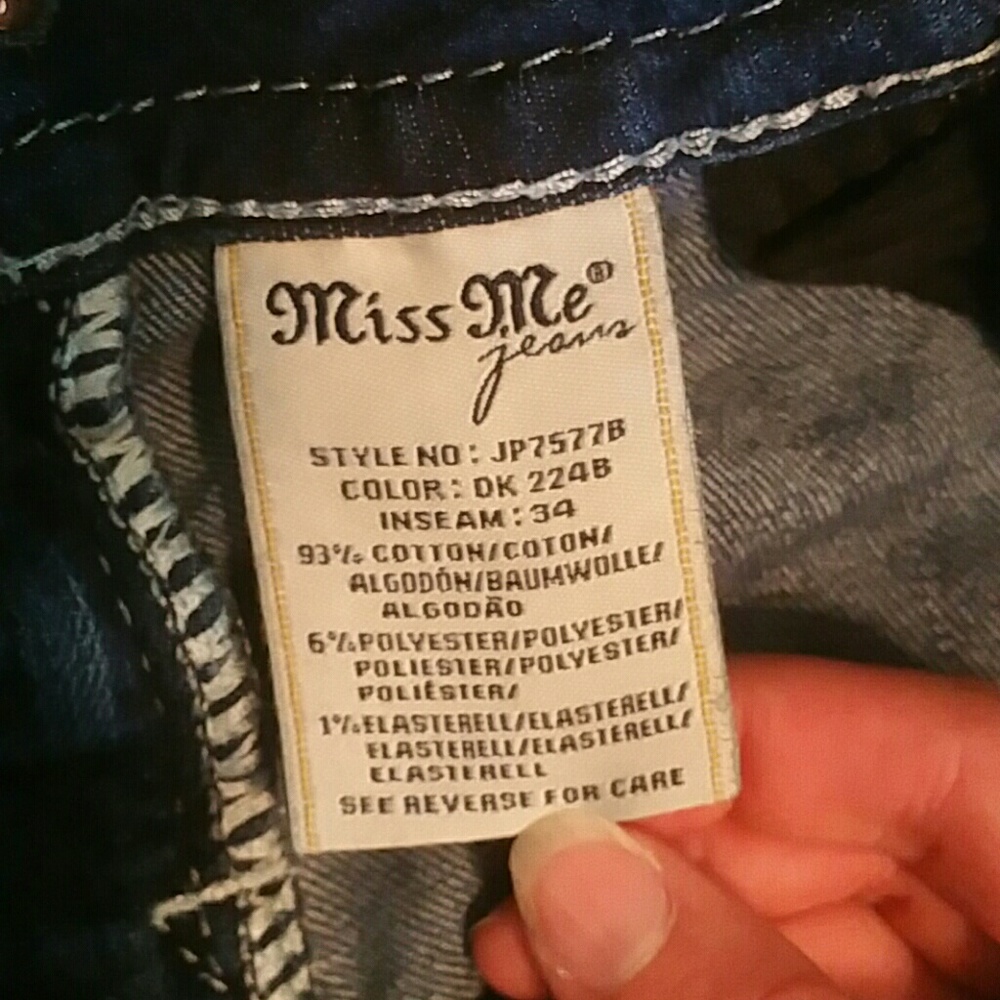 Miss Me®
jeans
STYLE NO : JP7577B
COLOR : DK 224B
INSEAM : 34
93% COTTON/COTON/
ALGODÓN/BAUMWOLLE/
ALGODÃO
6% POLYESTER/POLYESTER/
POLIESTER/POLYESTER/
POLIÉSTER/
1% ELASTERELL/ELASTERELL/
ELASTERELL/ELASTERELL/
ELASTERELL
SEE REVERSE FOR CARE